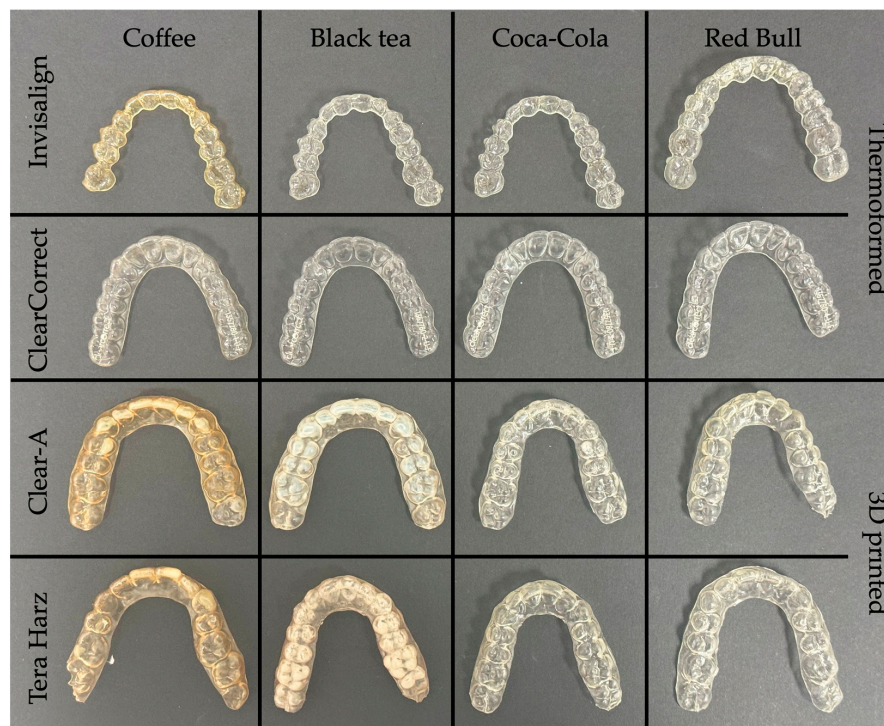 Coffee
Black tea
Coca-Cola
Red Bull
Invisalign
Thermoformed
ClearCorrect
Clear-A
3D printed
Tera Harz